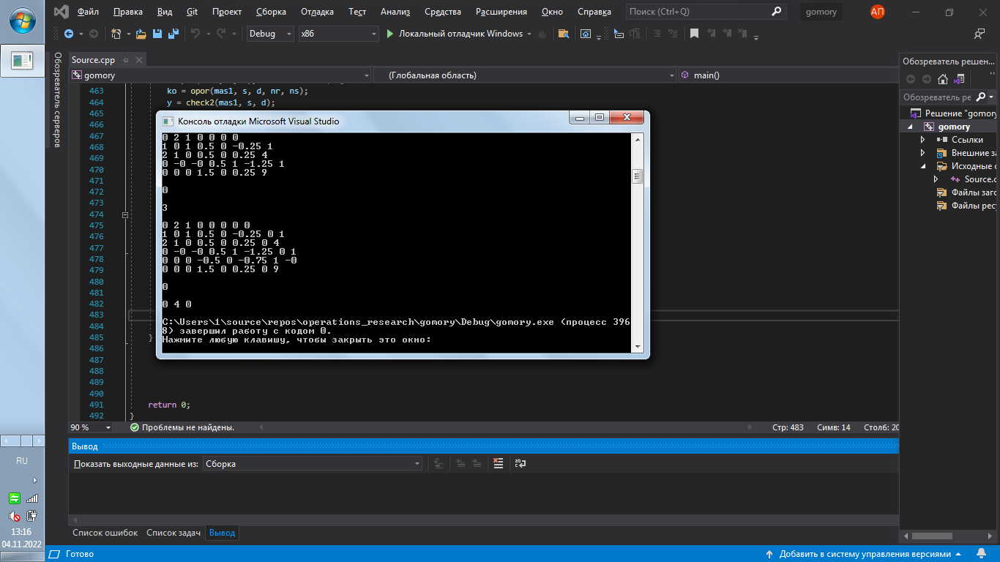 Файл Правка Вид Git Проект Сборка Отладка Тест Анализ Средства Расширения Окно Справка Поиск (Ctrl+Q) gomory АП
Debug x86 Локальный отладчик Windows
Обозреватель серверов
Source.cpp
gomory (Глобальная область) main()
463 ko = opor(mas1, s, d, nr, ns);
464 y = check2(mas1, s, d);
465
466
467
468
469
470
471
472
473
474
475
476
477
478
479
480
481
482
483
484
485 }
486
487
488
489
490
491 return 0;
492 }
Консоль отладки Microsoft Visual Studio
0 2 1 0 0 0 0
1 0 1 0.5 0 -0.25 1
2 1 0 0.5 0 0.25 4
0 -0 -0 0.5 1 -1.25 1
0 0 0 1.5 0 0.25 9
0
3
0 2 1 0 0 0 0 0
1 0 1 0.5 0 -0.25 0 1
2 1 0 0.5 0 0.25 0 4
0 -0 -0 0.5 1 -1.25 0 1
0 0 0 -0.5 0 -0.75 1 -0
0 0 0 1.5 0 0.25 0 9
0
0 4 0
C:\Users\1\source\repos\operations_research\gomory\Debug\gomory.exe (процесс 396
8) завершил работу с кодом 0.
Нажмите любую клавишу, чтобы закрыть это окно:
90 % Проблемы не найдены. Стр: 483 Симв: 14 Столб: 20
Вывод
Показать выходные данные из: Сборка
Список ошибок Список задач Вывод
Готово Добавить в систему управления версиями
Обозреватель решен...
Обозреватель ре
Решение "gomory
gomory
Ссылки
Внешние за
Исходные с
Source.c
Файлы заго
Файлы ресу
RU
13:16
04.11.2022